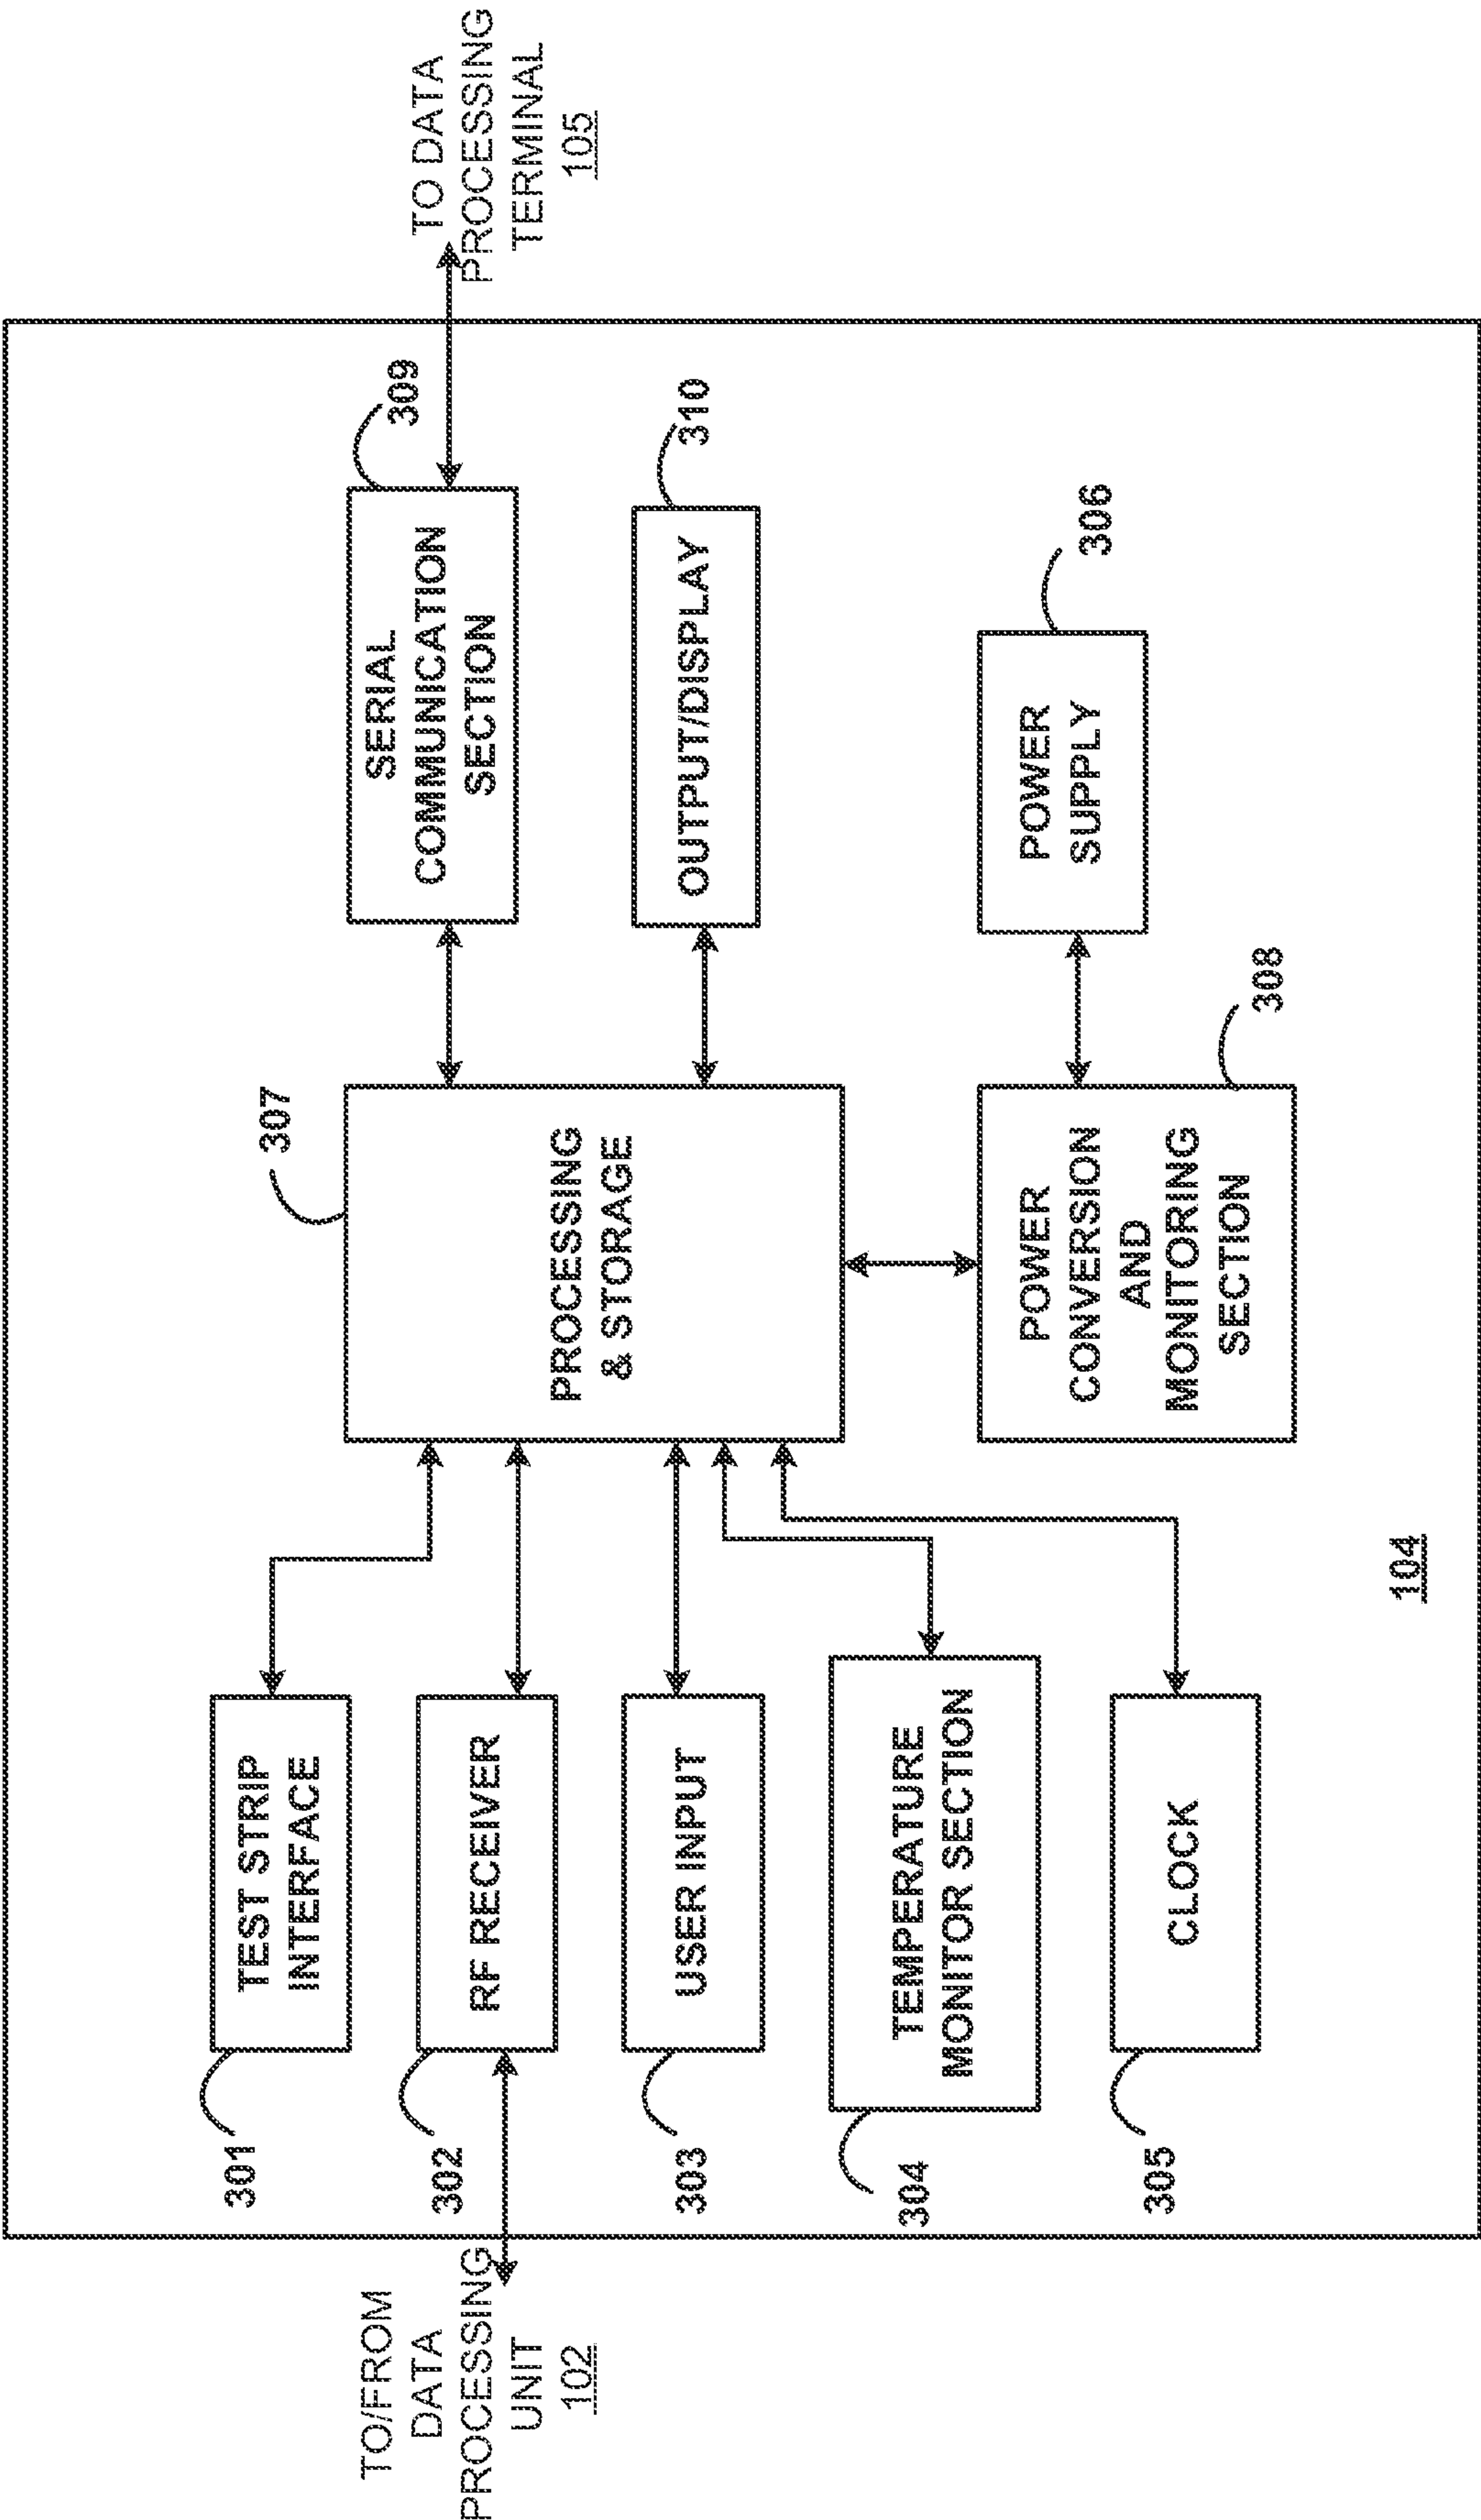 TO/FROM
DATA
PROCESSING
UNIT
102
301
TEST STRIP
INTERFACE
302
RF RECEIVER
303
USER INPUT
304
TEMPERATURE
MONITOR SECTION
305
CLOCK
307
PROCESSING
& STORAGE
POWER
CONVERSION
AND
MONITORING
SECTION
308
104
SERIAL
COMMUNICATION
SECTION
309
OUTPUT/DISPLAY
310
POWER
SUPPLY
306
TO DATA
PROCESSING
TERMINAL
105